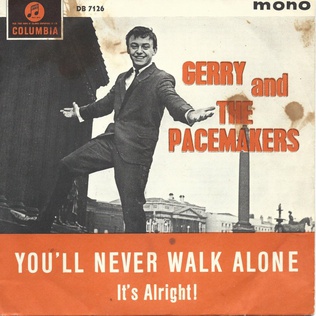 COLUMBIA
DB 7126
mono
GERRY and
THE
PACEMAKERS
YOU'LL NEVER WALK ALONE
It's Alright!